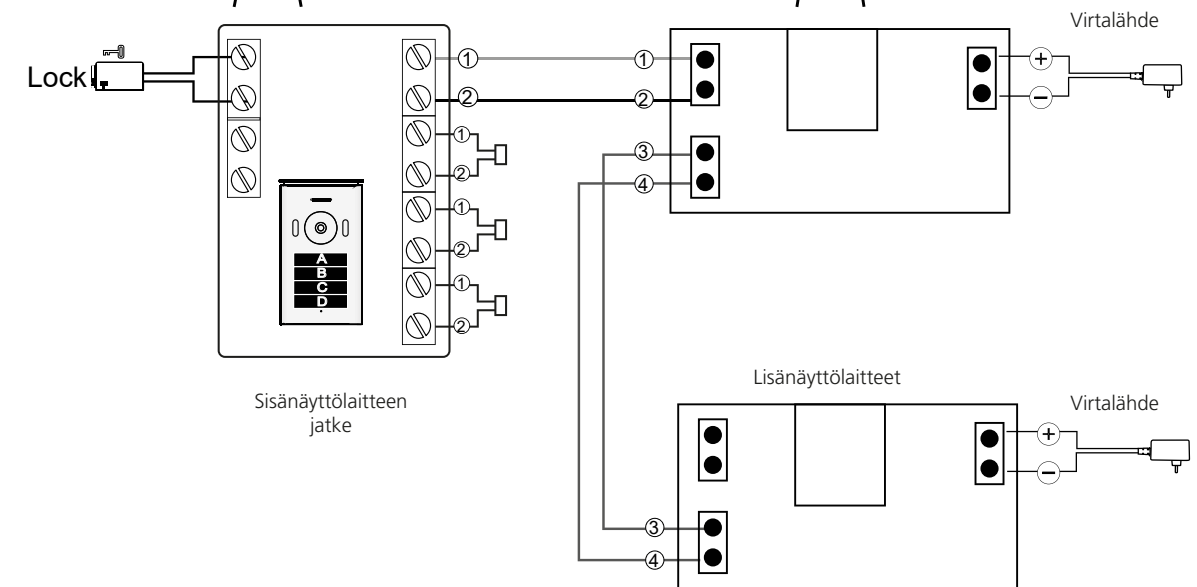 Virtalähde
Lock
1 1 +
2 2 −
1
2 3
4
1
2
A
B
C
D
1
2
Lisänäyttölaitteet
Sisänäyttölaitteen
jatke
Virtalähde
+
−
3
4